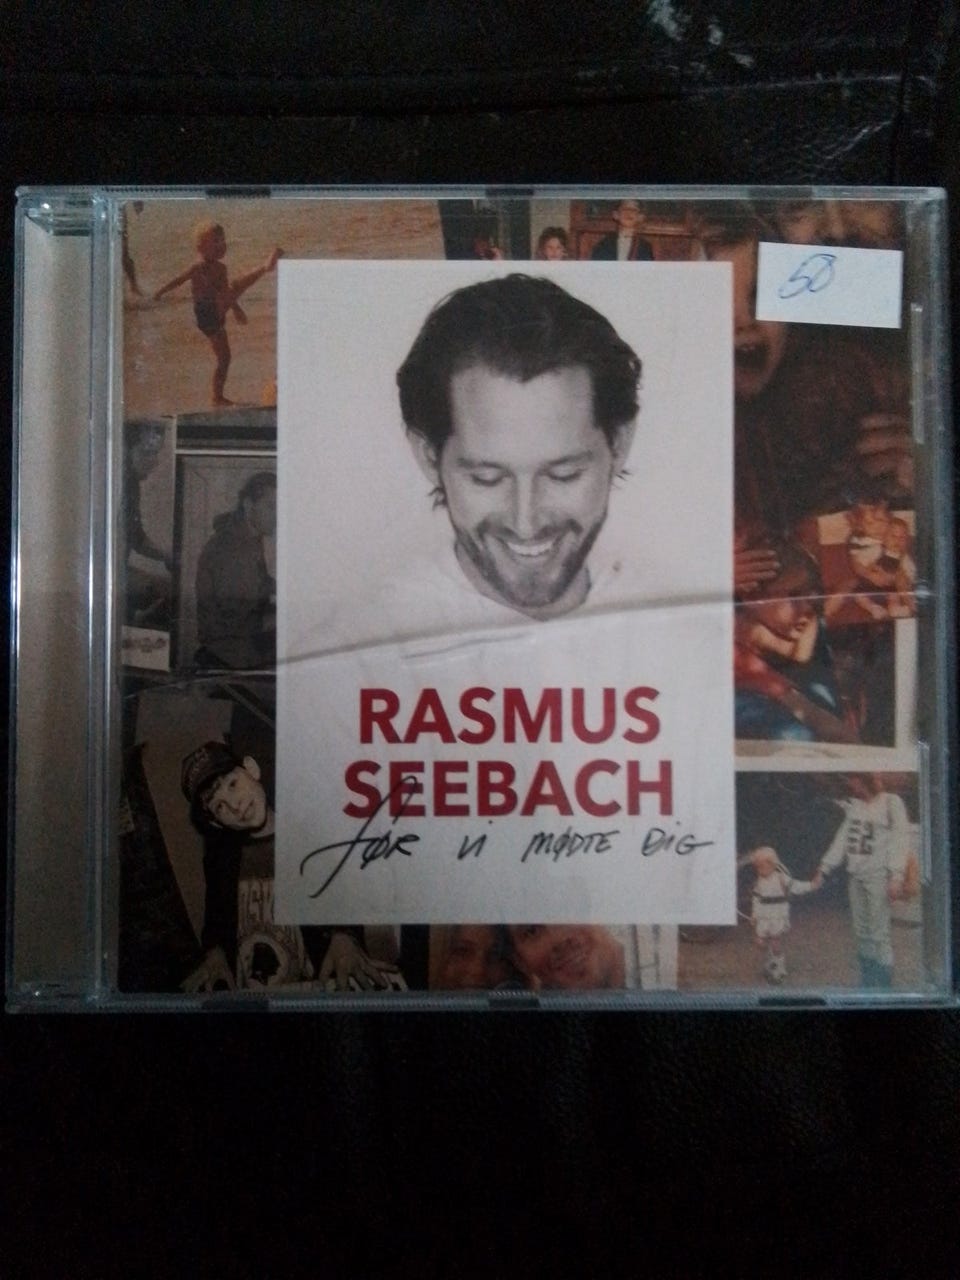 50
RASMUS
SEEBACH
FØR VI MØDTE DIG